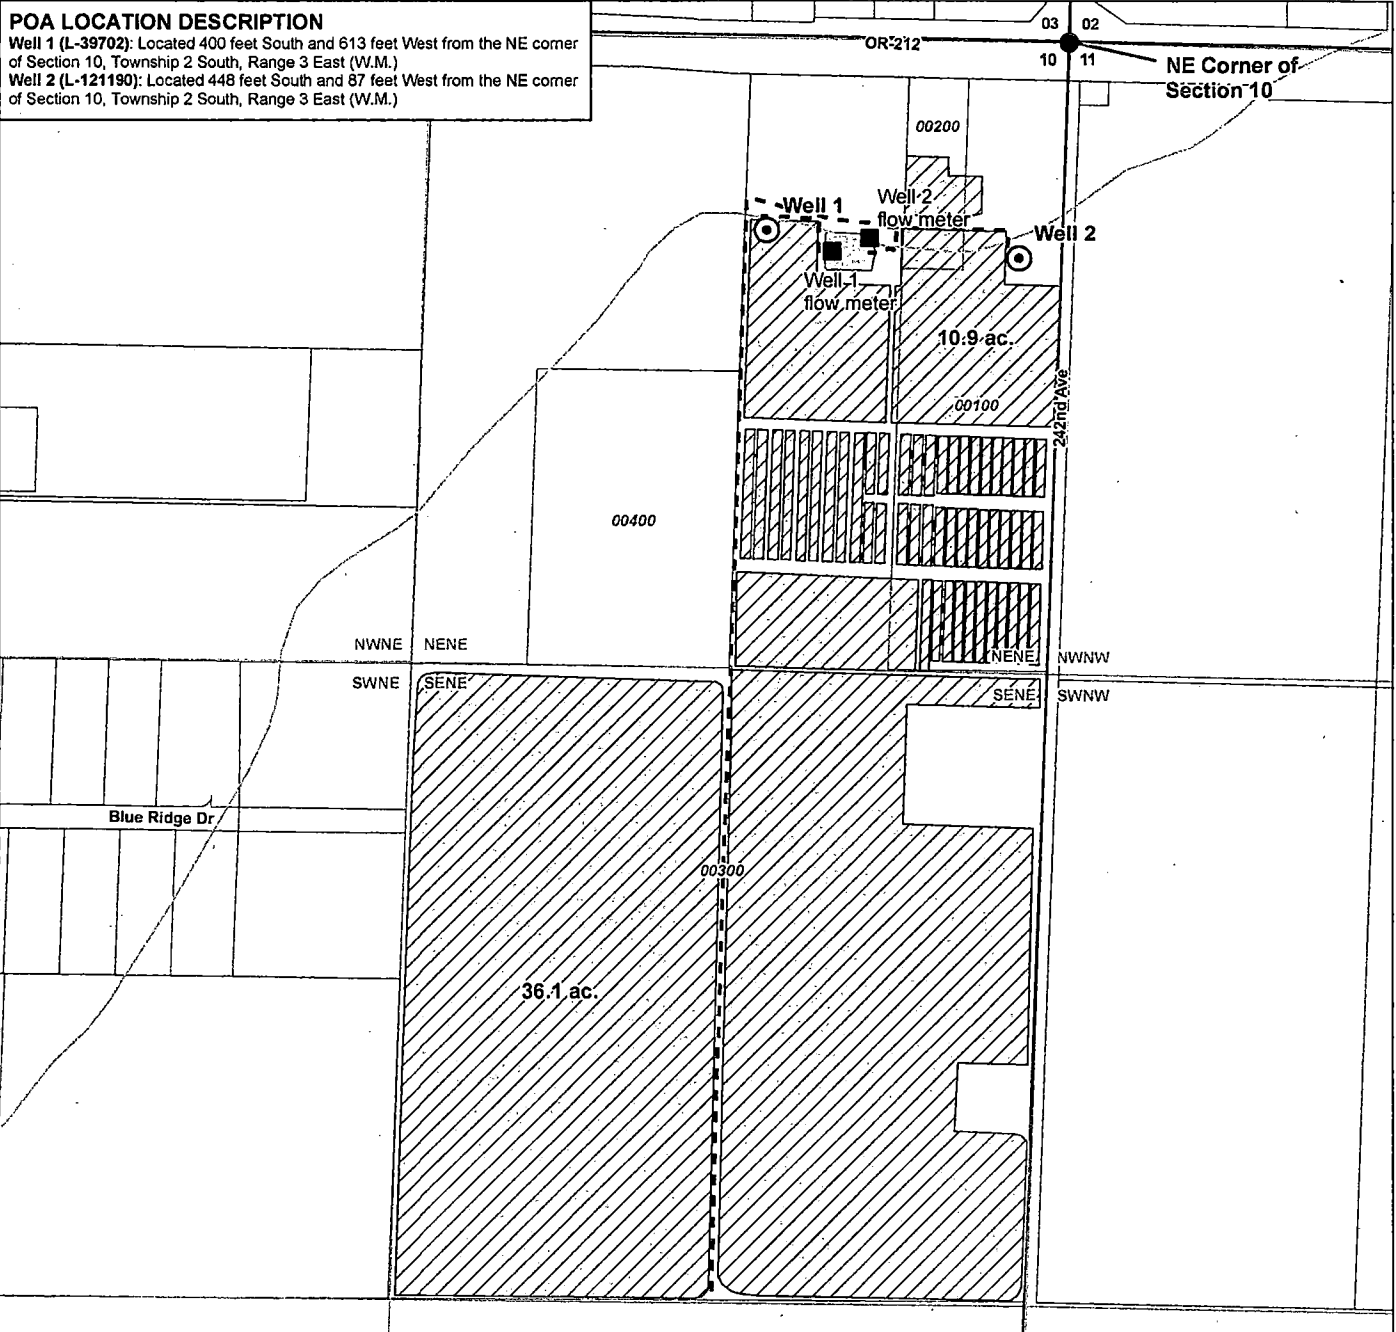 POA LOCATION DESCRIPTION
Well 1 (L-39702): Located 400 feet South and 613 feet West from the NE corner
of Section 10, Township 2 South, Range 3 East (W.M.)
Well 2 (L-121190): Located 448 feet South and 87 feet West from the NE corner
of Section 10, Township 2 South, Range 3 East (W.M.)
03 02
OR-212
10 11
NE Corner of
Section 10
00200
Well 1
Well 2
flow meter
Well 2
Well 1
flow meter
10.9 ac.
00100
242nd Ave
00400
NWNE NENE
NENE NWNW
SWNE SENE
SENE SWNW
Blue Ridge Dr
00300
36.1 ac.